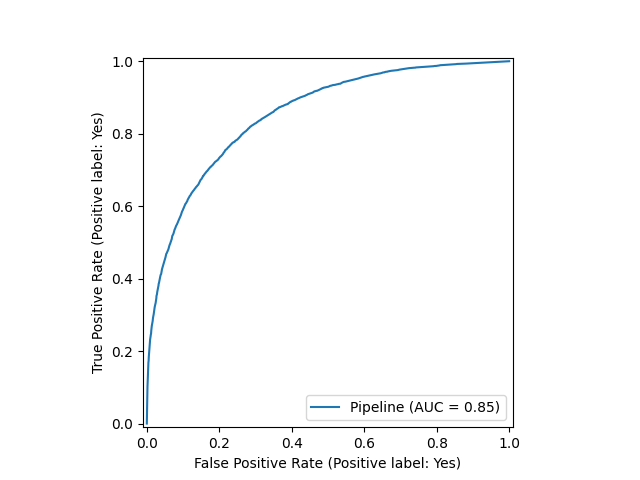 1.0
0.8
0.6
0.4
0.2
0.0
True Positive Rate (Positive label: Yes)
Pipeline (AUC = 0.85)
0.0 0.2 0.4 0.6 0.8 1.0
False Positive Rate (Positive label: Yes)